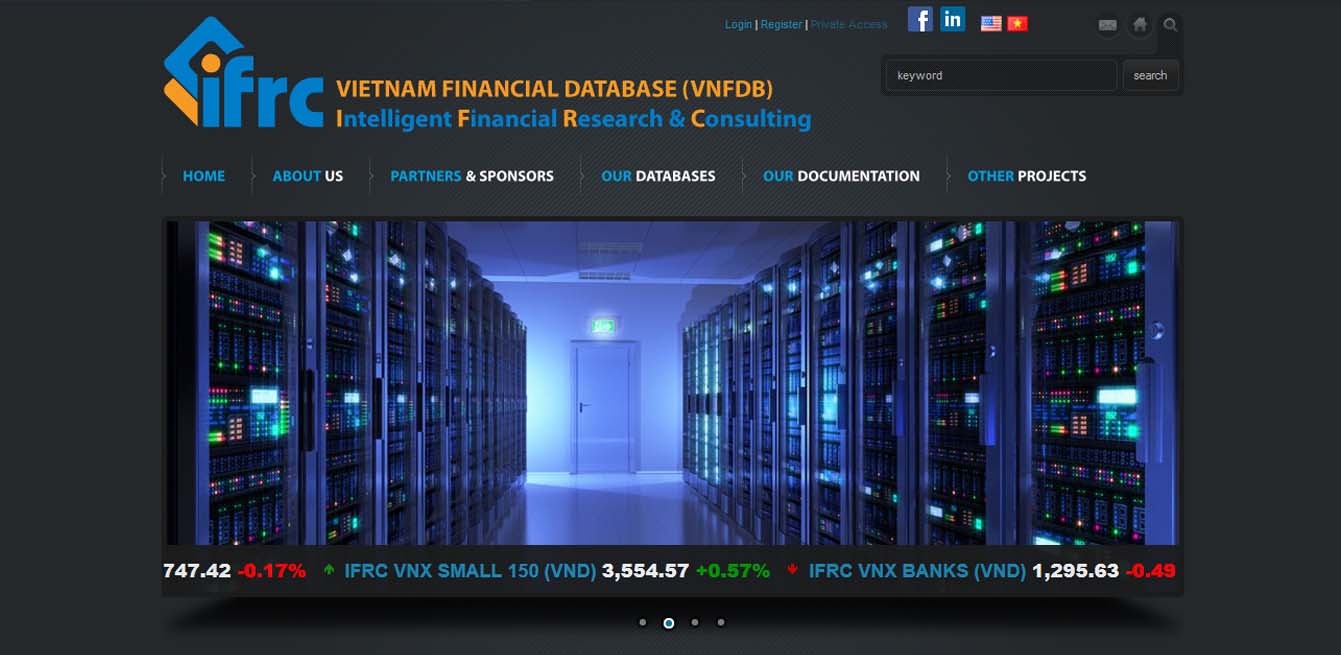 Login | Register | Private Access
f
in
keyword
search
ifrc
VIETNAM FINANCIAL DATABASE (VNFDB)
Intelligent Financial Research & Consulting
HOME
ABOUT US
PARTNERS & SPONSORS
OUR DATABASES
OUR DOCUMENTATION
OTHER PROJECTS
747.42 -0.17% IFRC VNX SMALL 150 (VND) 3,554.57 +0.57% IFRC VNX BANKS (VND) 1,295.63 -0.49